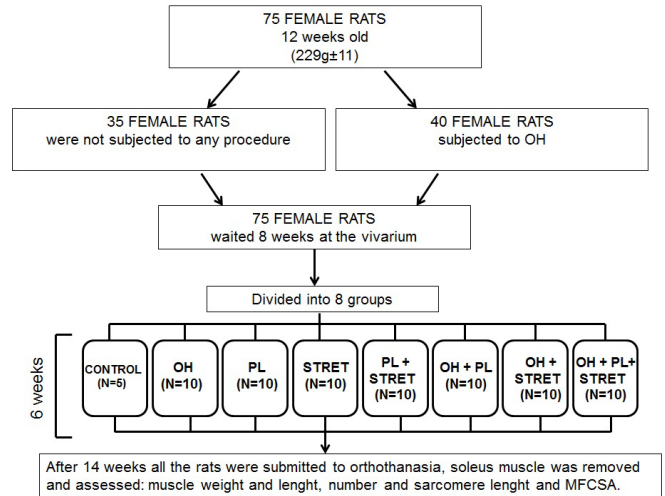 75 FEMALE RATS
12 weeks old
(229g±11)
35 FEMALE RATS
were not subjected to any procedure
40 FEMALE RATS
subjected to OH
75 FEMALE RATS
waited 8 weeks at the vivarium
Divided into 8 groups
6 weeks
CONTROL
(N=5)
OH
(N=10)
PL
(N=10)
STRET
(N=10)
PL +
STRET
(N=10)
OH + PL
(N=10)
OH +
STRET
(N=10)
OH + PL+
STRET
(N=10)
After 14 weeks all the rats were submitted to orthothanasia, soleus muscle was removed
and assessed: muscle weight and lenght, number and sarcomere lenght and MFCSA.